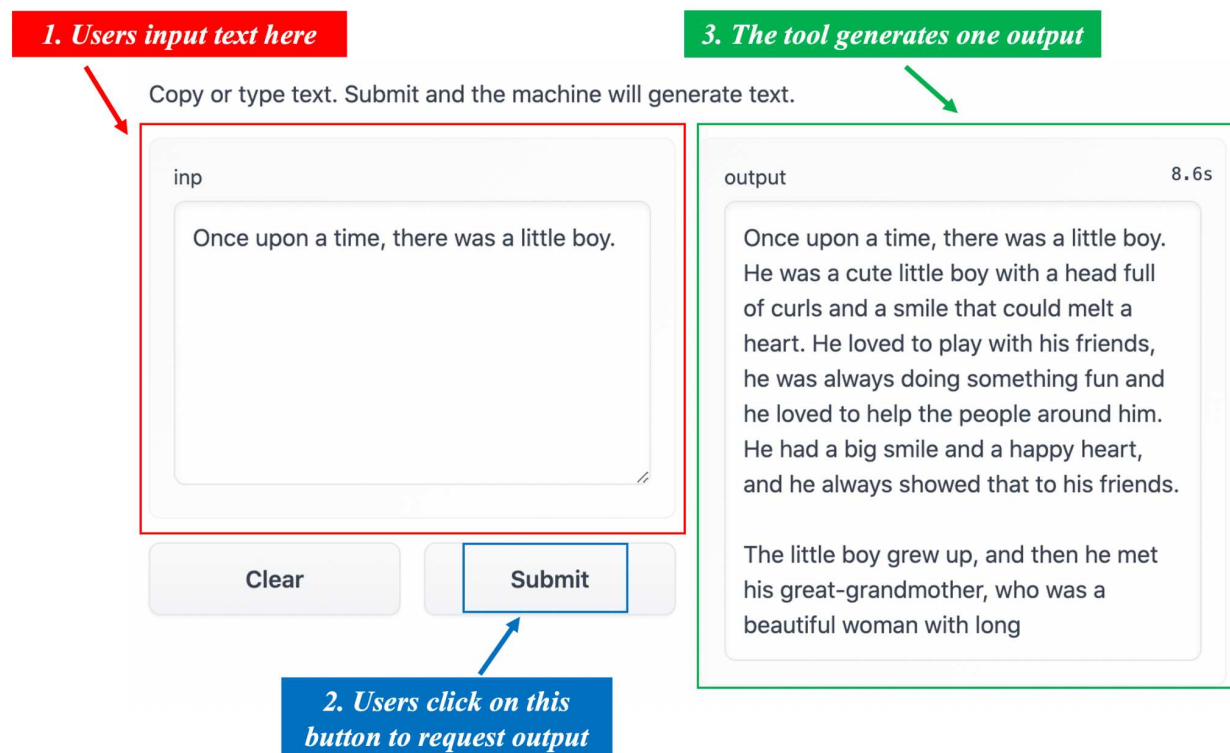 1. Users input text here
3. The tool generates one output
Copy or type text. Submit and the machine will generate text.
inp
Once upon a time, there was a little boy.
Clear
Submit
2. Users click on this
button to request output
output
8.6s
Once upon a time, there was a little boy.
He was a cute little boy with a head full
of curls and a smile that could melt a
heart. He loved to play with his friends,
he was always doing something fun and
he loved to help the people around him.
He had a big smile and a happy heart,
and he always showed that to his friends.
The little boy grew up, and then he met
his great-grandmother, who was a
beautiful woman with long